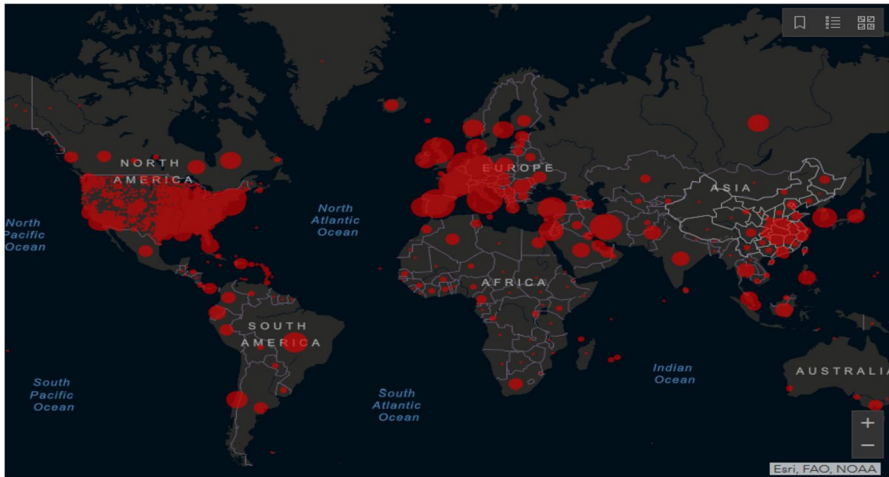 NORTH
AMERICA
EUROPE
ASIA
North
Pacific
Ocean
North
Atlantic
Ocean
AFRICA
SOUTH
AMERICA
Indian
Ocean
AUSTRALIA
South
Pacific
Ocean
South
Atlantic
Ocean
+
−
Esri, FAO, NOAA